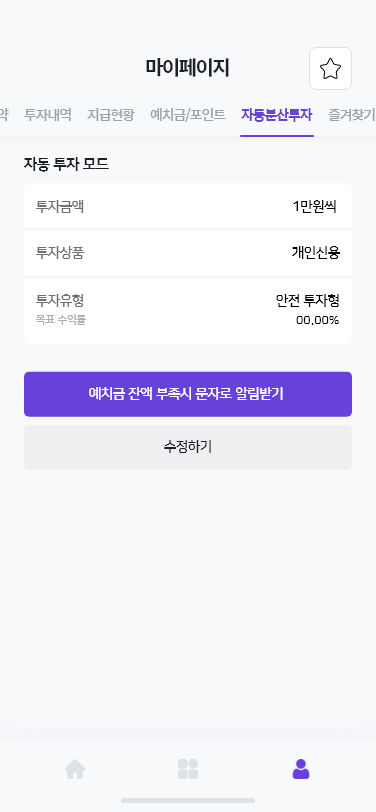 마이페이지
약 투자내역 지급현황 예치금/포인트 자동분산투자 즐겨찾기
자동 투자 모드
투자금액 1만원씩
투자상품 개인신용
투자유형 안전 투자형
목표 수익률 00.00%
예치금 잔액 부족시 문자로 알림받기
수정하기